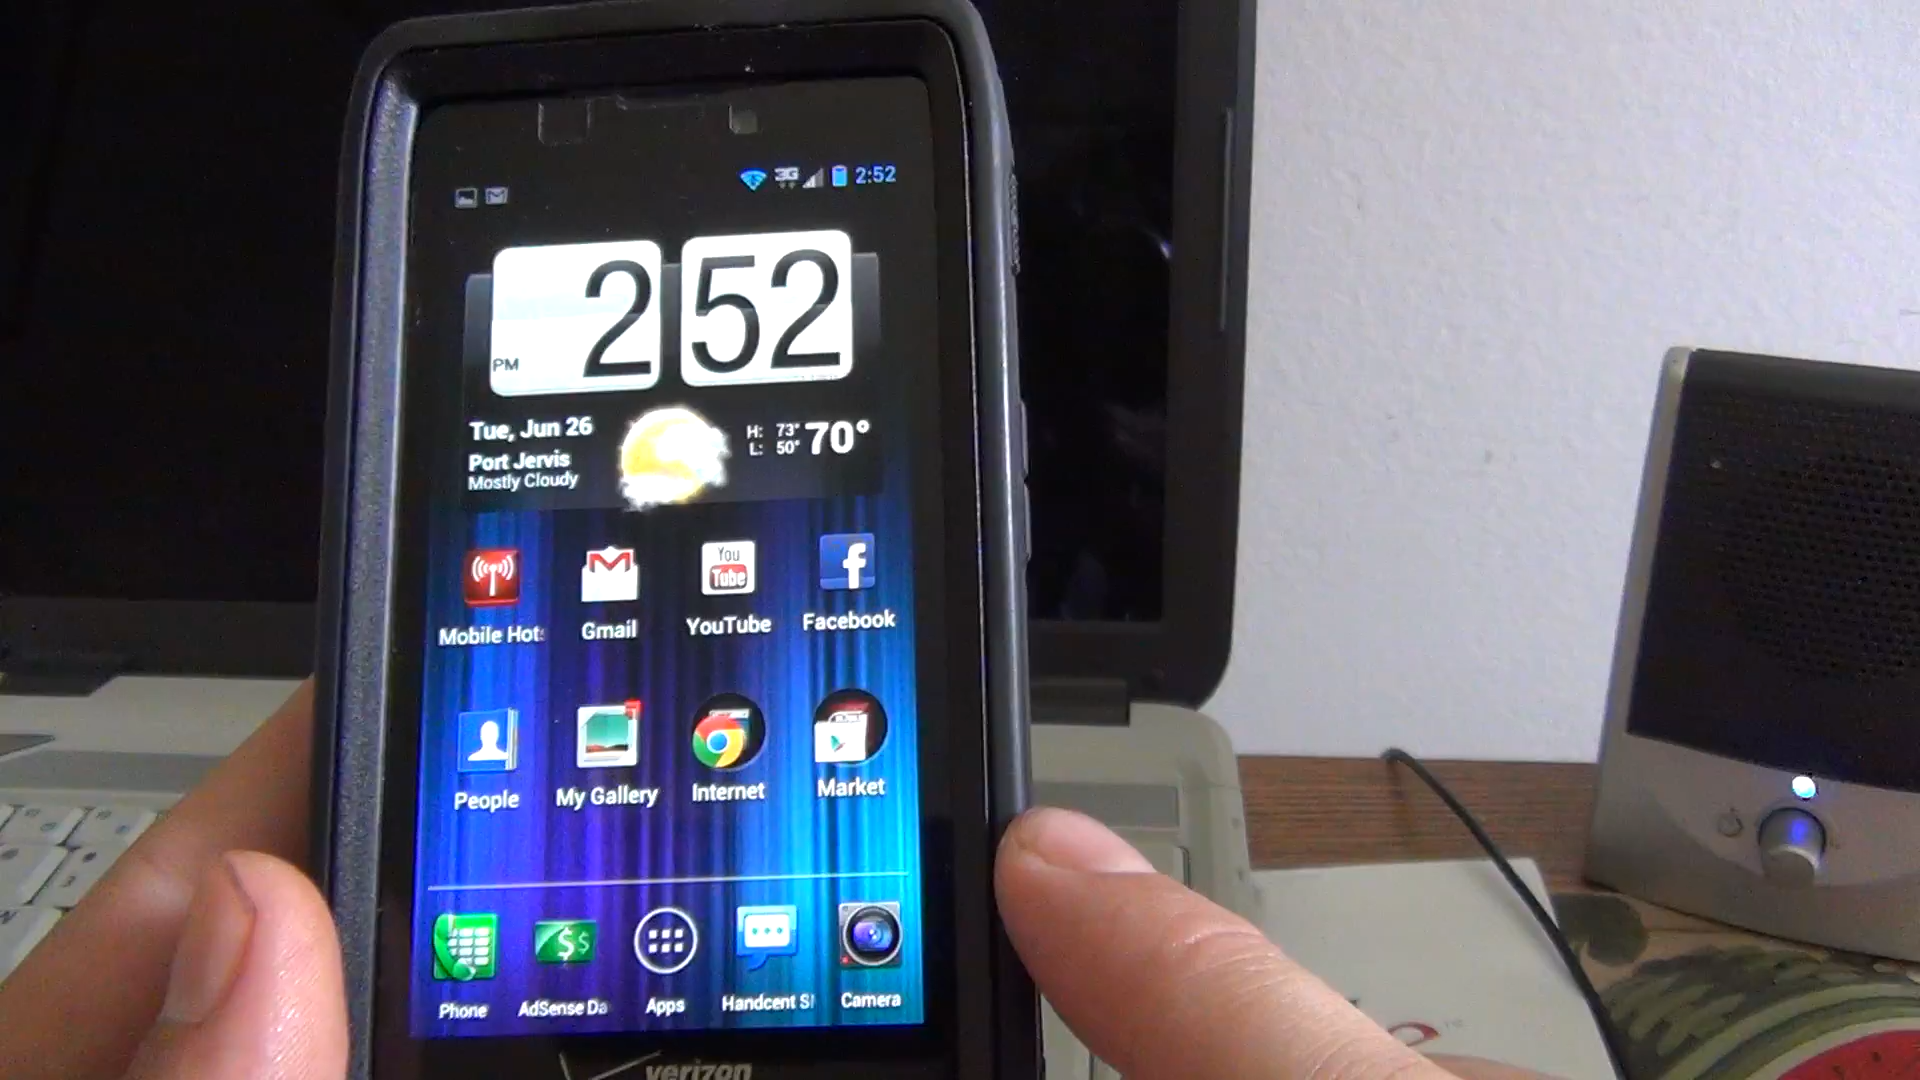 3G 2:52
PM 2 52
Tue, Jun 26
Port Jervis
Mostly Cloudy
H: 73°
L: 50°
70°
You
Tube
f
Mobile Hot
Gmail
YouTube
Facebook
People
My Gallery
Internet
Market
$ $
Phone
AdSense Da
Apps
Handcent S
Camera
verizon